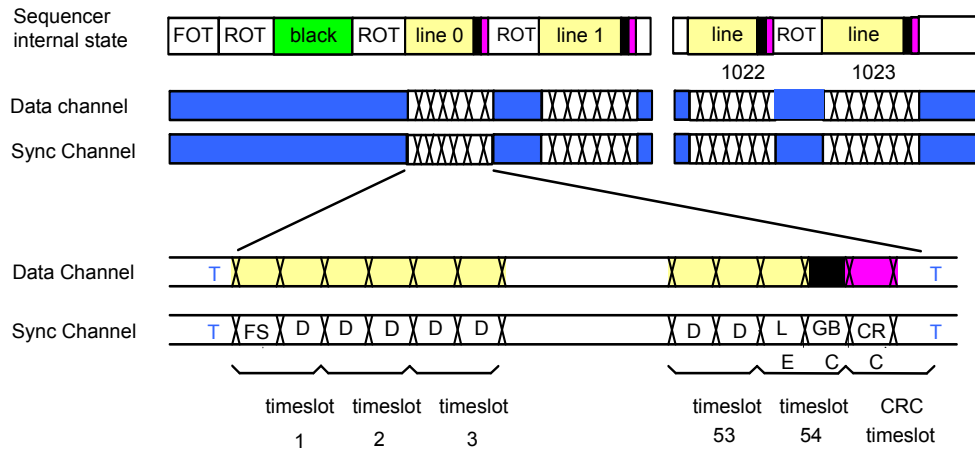 Sequencer
internal state
FOT ROT black ROT line 0 ROT line 1 line ROT line
1022 1023
Data channel
Sync Channel
Data Channel T T
Sync Channel T FS D D D D D D D L GB CR T
E C C
timeslot timeslot timeslot timeslot timeslot CRC
1 2 3 53 54 timeslot